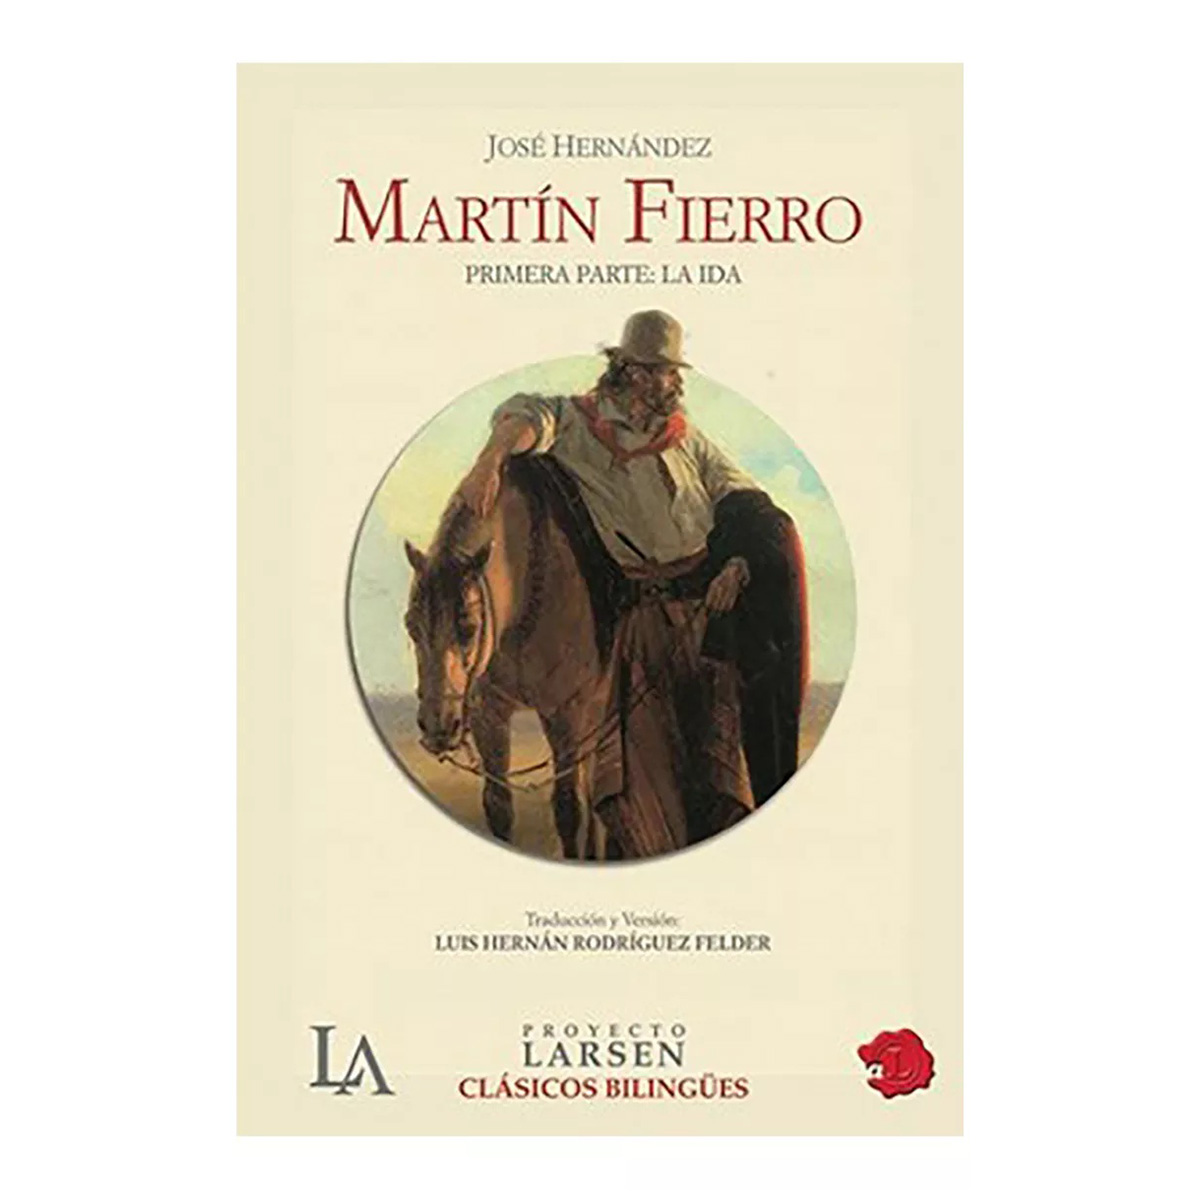 JOSÉ HERNÁNDEZ
MARTÍN FIERRO
PRIMERA PARTE: LA IDA
Traducción y Versión:
LUIS HERNÁN RODRÍGUEZ FELDER
LA
PROYECTO
LARSEN
CLÁSICOS BILINGÜES
aL